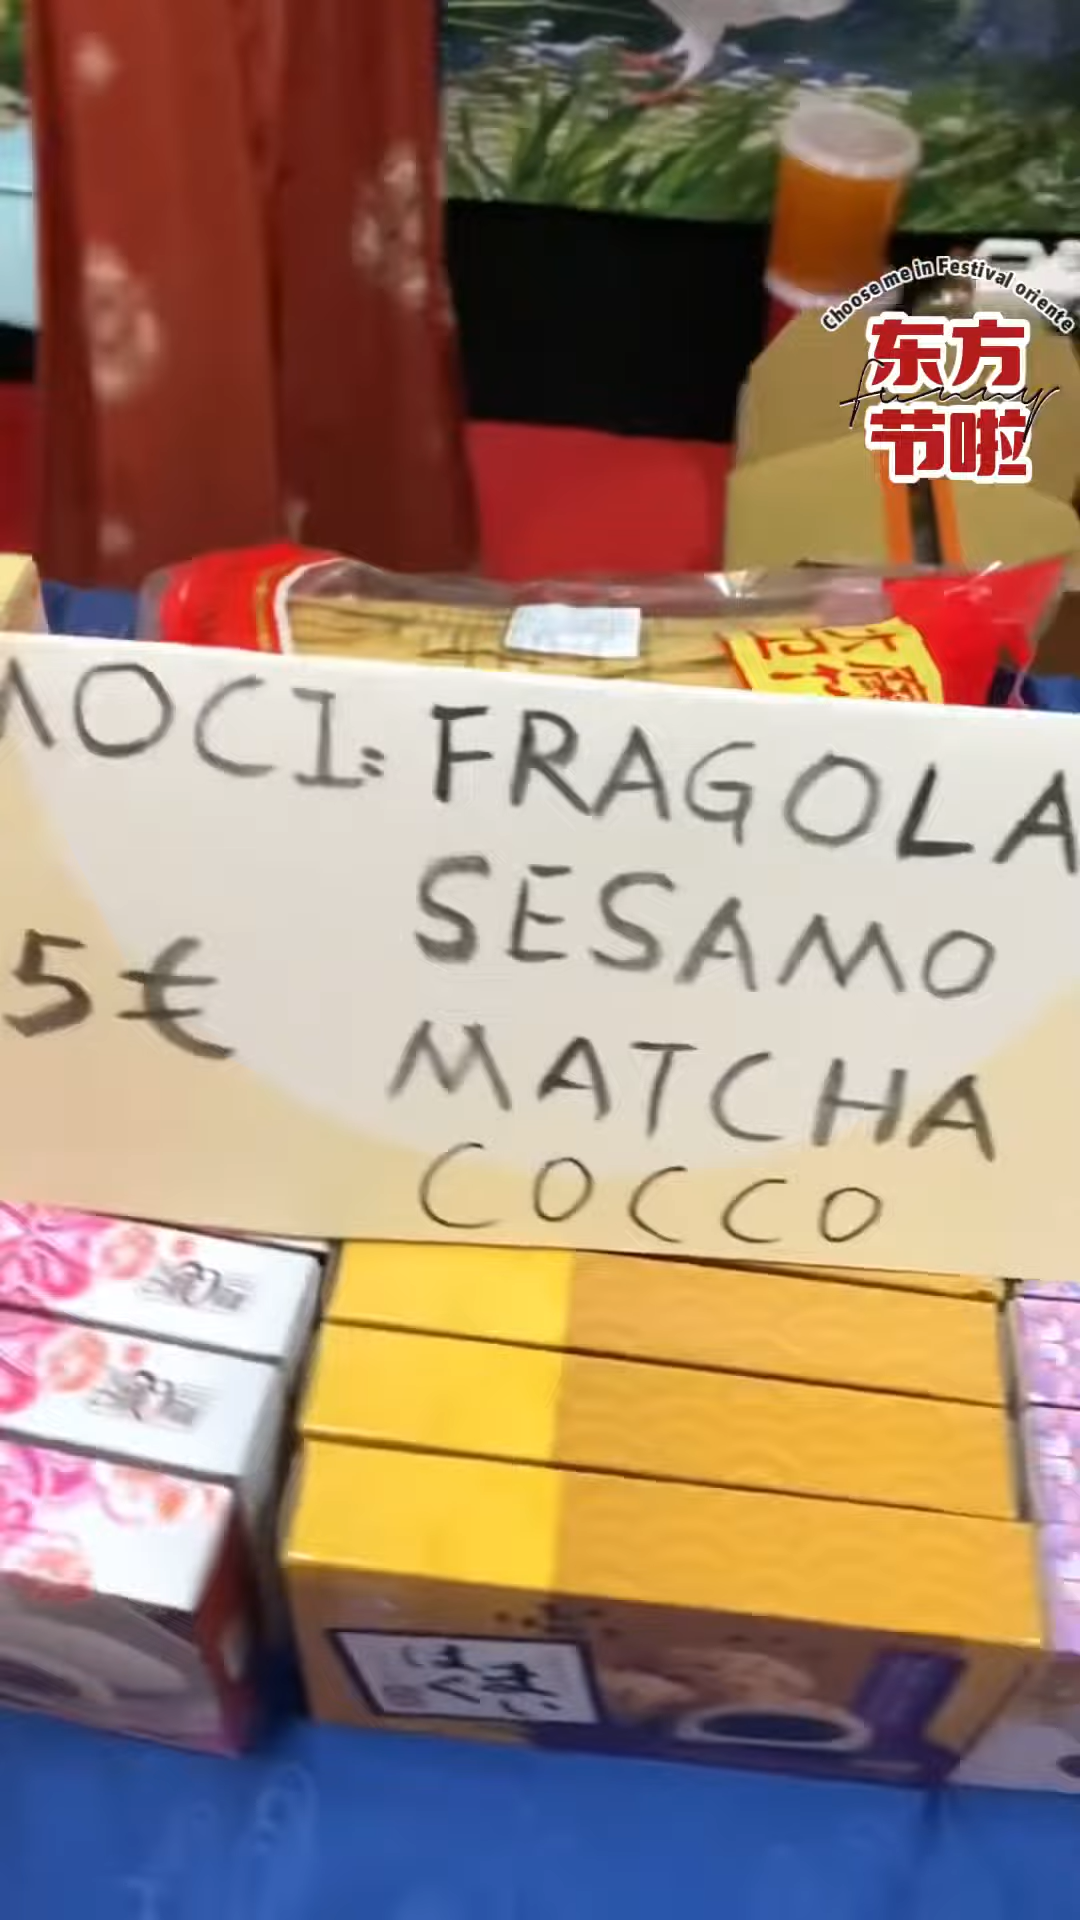 Choose me in Festival oriente
东方
funny
节啦
MOCI: FRAGOLA
SESAMO
5€
MATCHA
COCCO